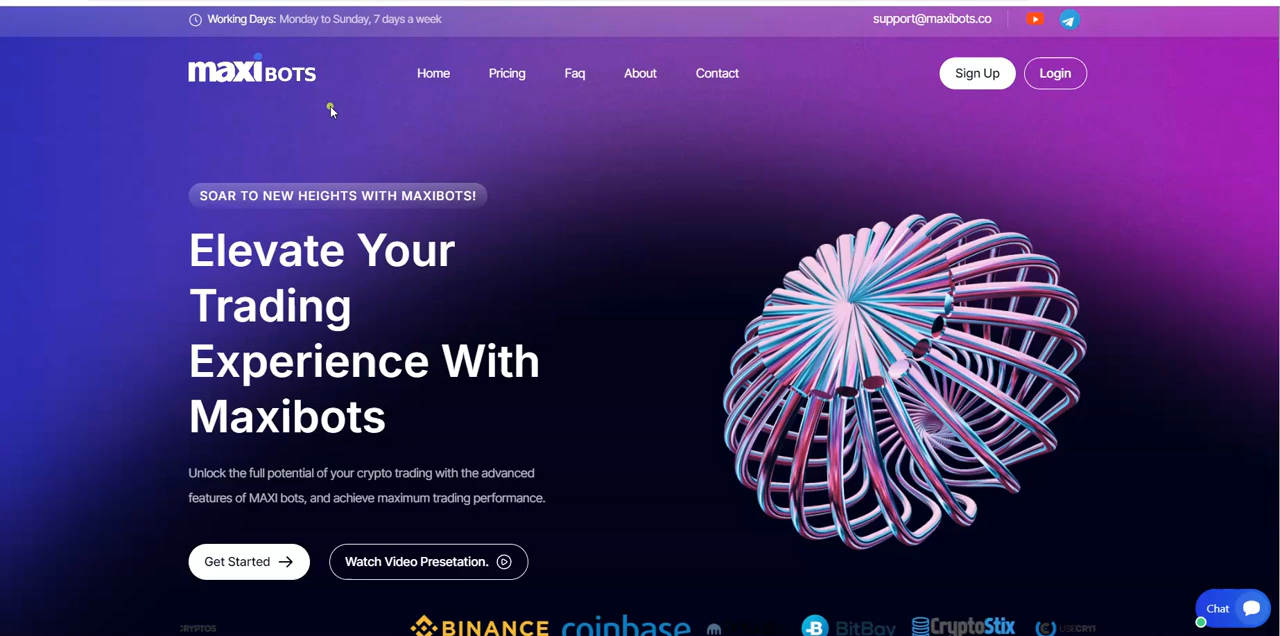 Working Days: Monday to Sunday, 7 days a week
support@maxibots.co
maxi BOTS
Home Pricing Faq About Contact
Sign Up Login
SOAR TO NEW HEIGHTS WITH MAXIBOTS!
Elevate Your
Trading
Experience With
Maxibots
Unlock the full potential of your crypto trading with the advanced
features of MAXI bots, and achieve maximum trading performance.
Get Started
Watch Video Presetation.
Chat
CRYPTOS BINANCE coinbase BitBay CryptoStix